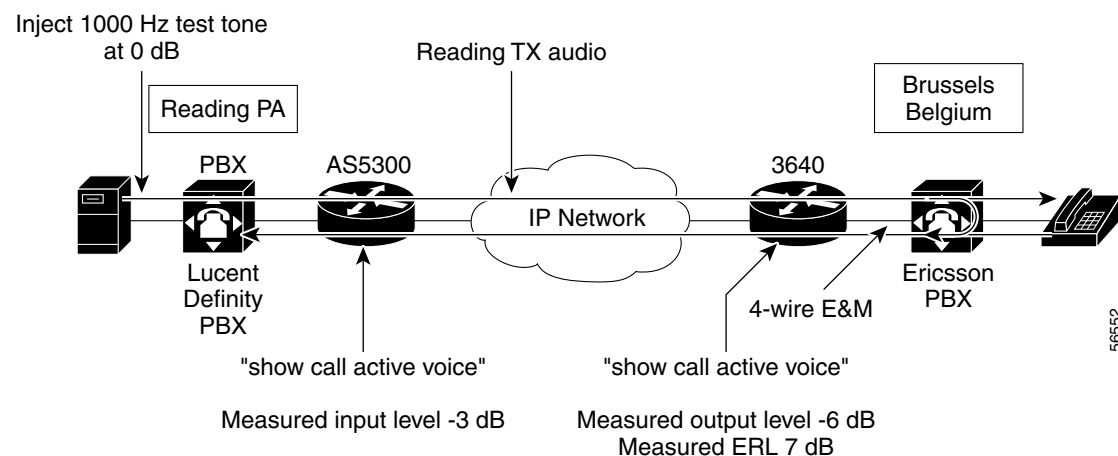 Inject 1000 Hz test tone
at 0 dB
Reading TX audio
Reading PA
Brussels
Belgium
PBX
AS5300
3640
IP Network
Lucent
Definity
PBX
4-wire E&M
Ericsson
PBX
"show call active voice"
"show call active voice"
Measured input level -3 dB
Measured output level -6 dB
Measured ERL 7 dB
56552